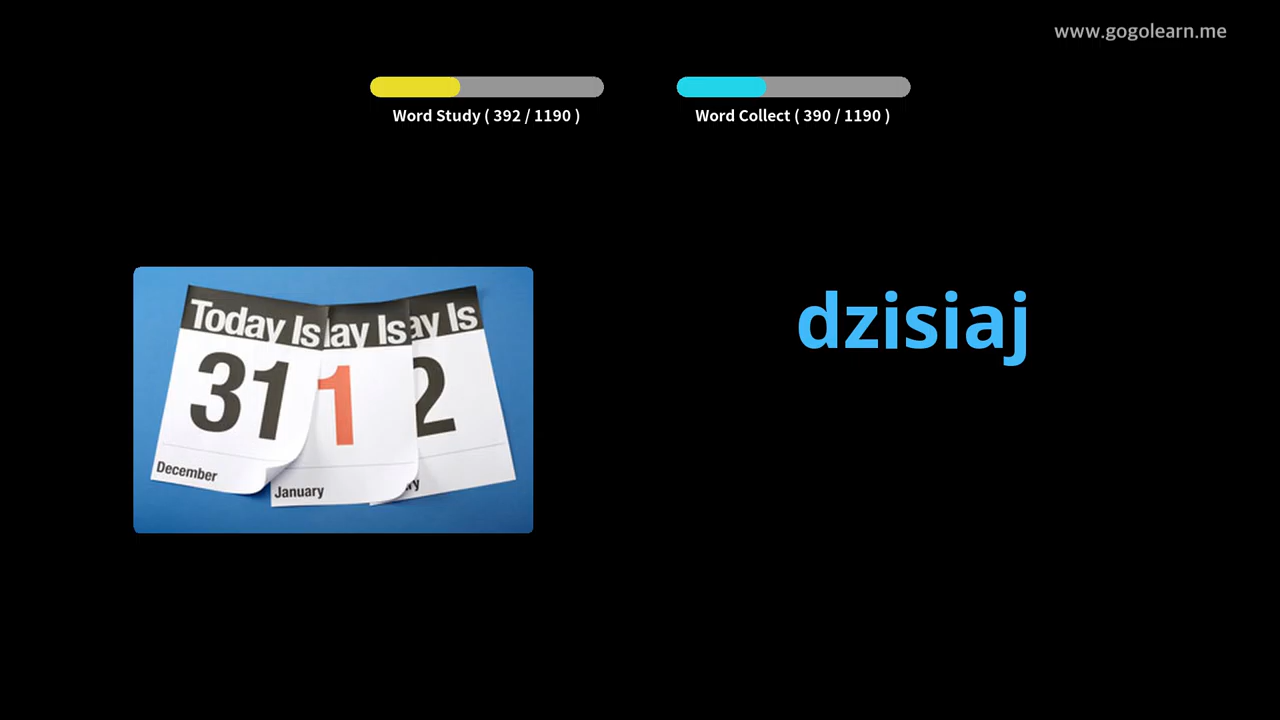 www.gogolearn.me
Word Study ( 392 / 1190 )
Word Collect ( 390 / 1190 )
Today Is
ay Is
ay Is
31
1
2
December
January
ry
dzisiaj